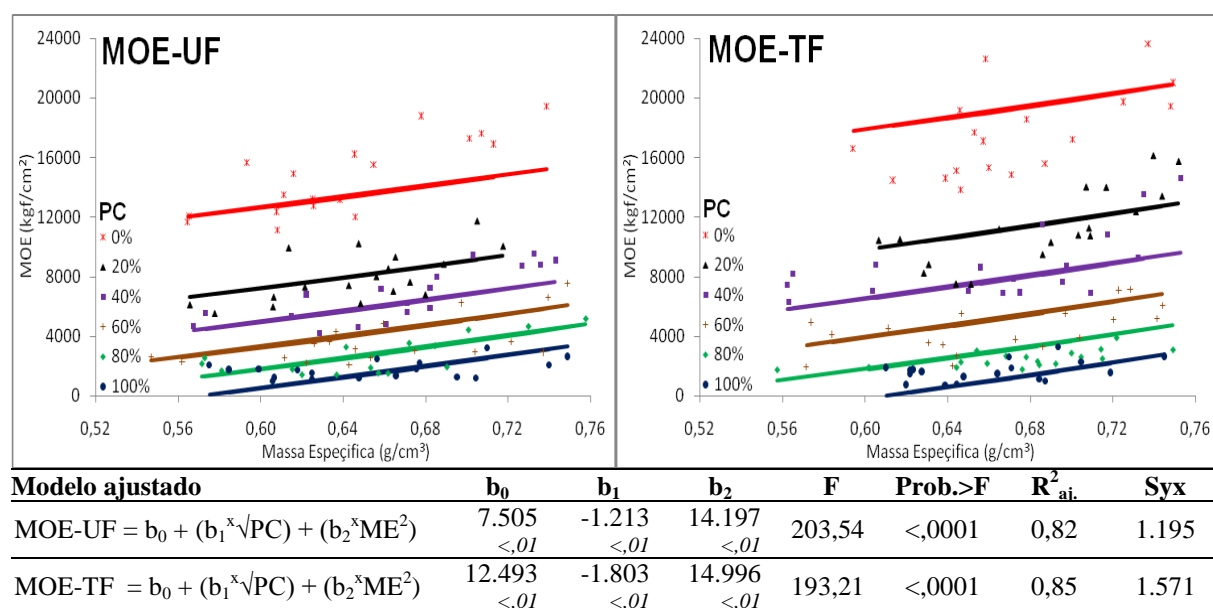 MOE-UF
24000
20000
16000
12000
8000
4000
0
MOE (kgf/cm²)
PC
0%
20%
40%
60%
80%
100%
0,52 0,56 0,60 0,64 0,68 0,72 0,76
Massa Espeçifica (g/cm³)
MOE-TF
24000
20000
16000
12000
8000
4000
0
MOE (kgf/cm²)
PC
0%
20%
40%
60%
80%
100%
0,52 0,56 0,60 0,64 0,68 0,72 0,76
Massa Espeçifica (g/cm³)
Modelo ajustado b₀ b₁ b₂ F Prob.>F R²aj. Syx
MOE-UF = b₀ + (b₁ˣ√PC) + (b₂ˣME²) 7.505 -1.213 14.197 203,54 <,0001 0,82 1.195
<,01 <,01 <,01
MOE-TF = b₀ + (b₁ˣ√PC) + (b₂ˣME²) 12.493 -1.803 14.996 193,21 <,0001 0,85 1.571
<.01 <.01 <.01